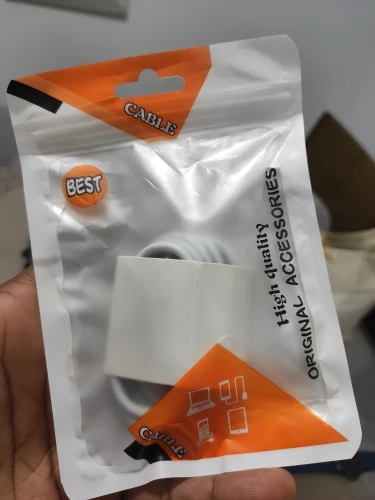 CABLE
BEST
High quality
ORIGINAL ACCESSORIES
CABLE